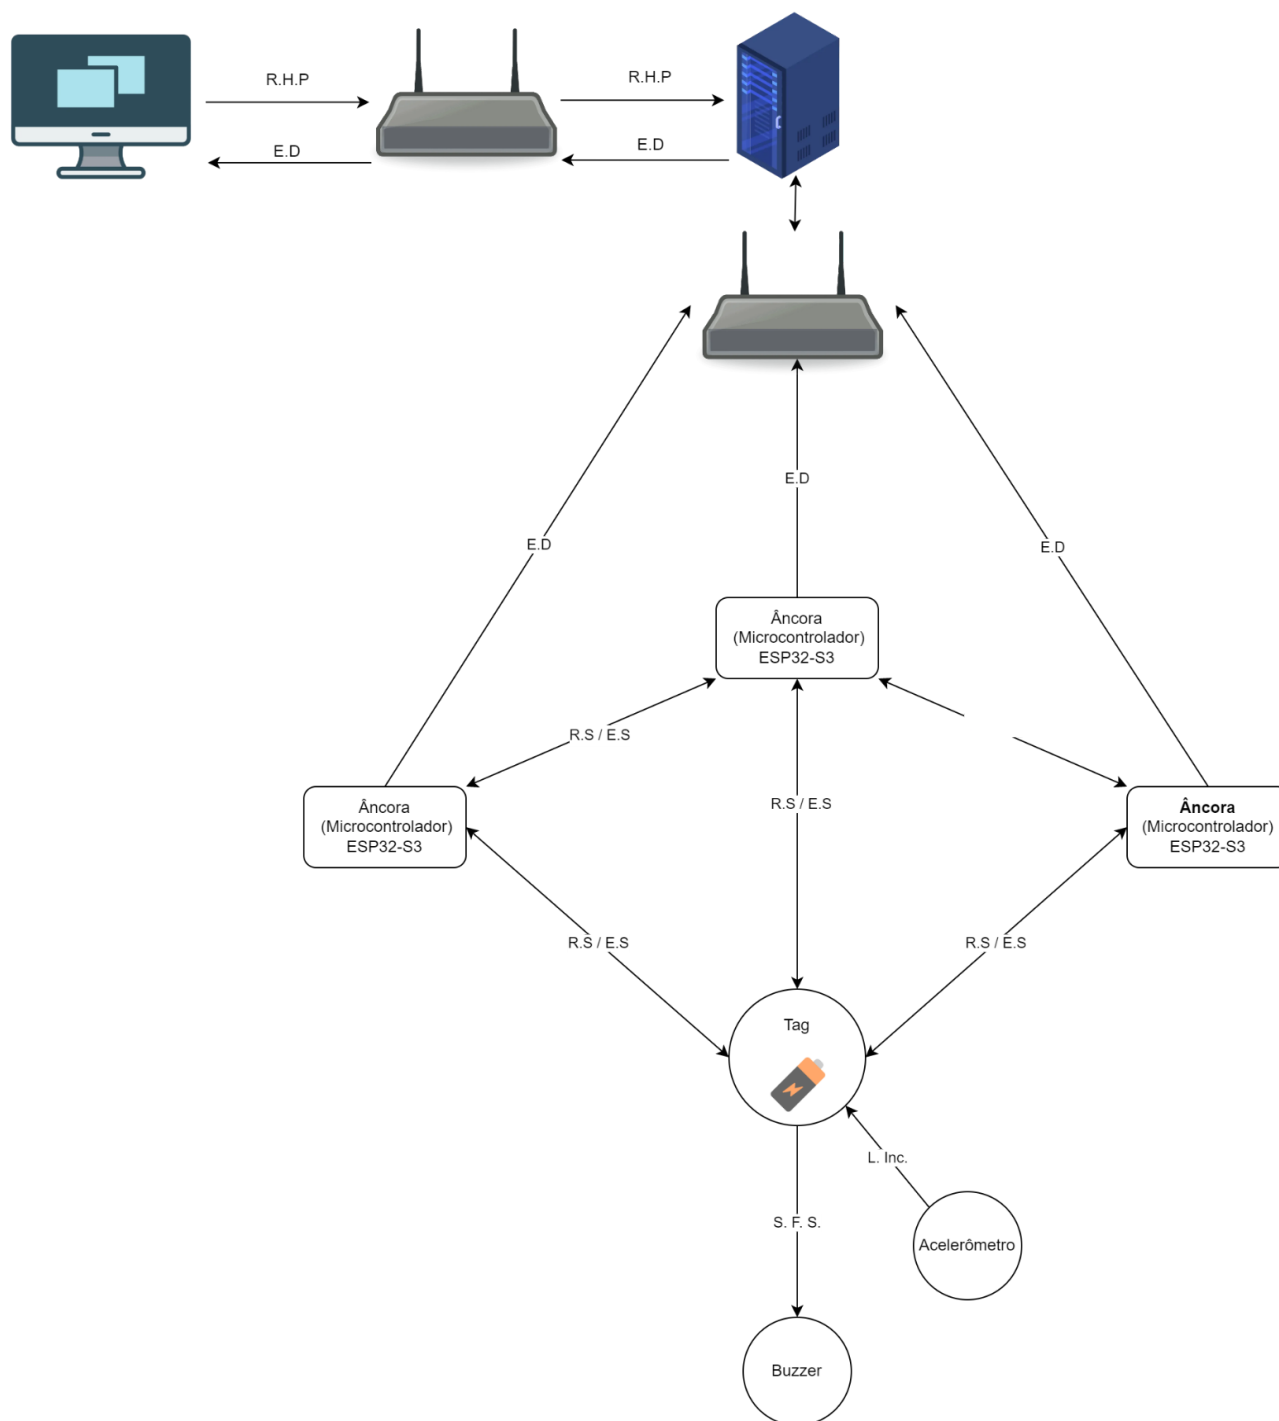 R.H.P
R.H.P
E.D
E.D
E.D
E.D
E.D
Âncora
(Microcontrolador)
ESP32-S3
R.S / E.S
R.S / E.S
Âncora
(Microcontrolador)
ESP32-S3
Âncora
(Microcontrolador)
ESP32-S3
R.S / E.S
R.S / E.S
Tag
L. Inc.
S. F. S.
Acelerômetro
Buzzer